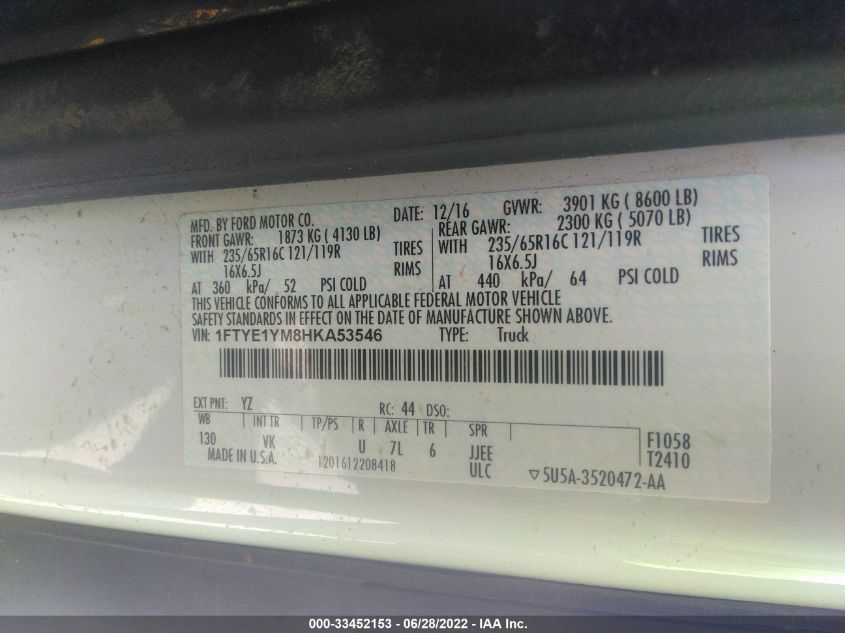 MFD. BY FORD MOTOR CO. DATE: 12/16 GVWR: 3901 KG ( 8600 LB)
FRONT GAWR: 1873 KG ( 4130 LB) REAR GAWR: 2300 KG ( 5070 LB)
WITH 235/65R16C 121/119R TIRES WITH 235/65R16C 121/119R TIRES
16X6.5J RIMS 16X6.5J RIMS
AT 360 kPa/ 52 PSI COLD AT 440 kPa/ 64 PSI COLD
THIS VEHICLE CONFORMS TO ALL APPLICABLE FEDERAL MOTOR VEHICLE
SAFETY STANDARDS IN EFFECT ON THE DATE OF MANUFACTURE SHOWN ABOVE.
VIN: 1FTYE1YM8HKA53546 TYPE: Truck
EXT PNT: YZ RC: 44 DSO:
WB INT TR TP/PS R AXLE TR SPR
130 VK U 7L 6 JJEE F1058
MADE IN U.S.A. 1201612208418 ULC T2410
▽5U5A-3520472-AA
000-33452153 - 06/28/2022 - IAA Inc.